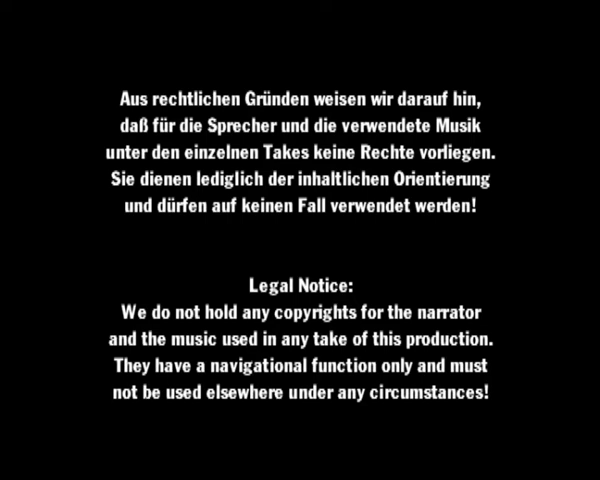 Aus rechtlichen Gründen weisen wir darauf hin,
daß für die Sprecher und die verwendete Musik
unter den einzelnen Takes keine Rechte vorliegen.
Sie dienen lediglich der inhaltlichen Orientierung
und dürfen auf keinen Fall verwendet werden!
Legal Notice:
We do not hold any copyrights for the narrator
and the music used in any take of this production.
They have a navigational function only and must
not be used elsewhere under any circumstances!